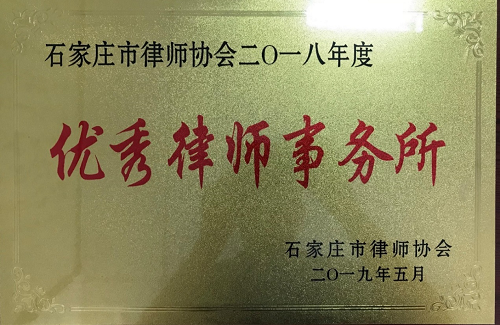 石家庄市律师协会二〇一八年度
优秀律师事务所
石家庄市律师协会
二〇一九年五月